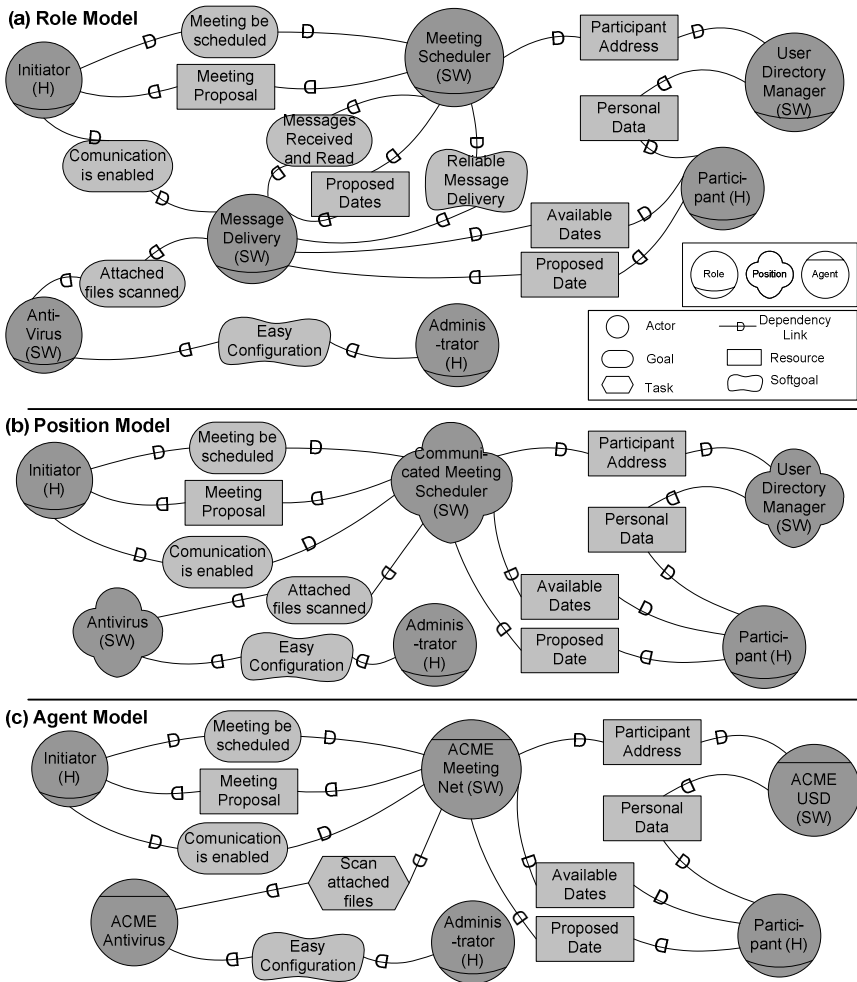 (a) Role Model
Initiator
(H)
Meeting be
scheduled
D
D
Meeting
Proposal
D
D
Meeting
Scheduler
(SW)
D
Participant
Address
D
User
Directory
Manager
(SW)
D
Personal
Data
D
D
Comunication
is enabled
D
D
Messages
Received
and Read
D
D
Proposed
Dates
D
D
Reliable
Message
Delivery
D
Partici-
pant (H)
Message
Delivery
(SW)
D
Available
Dates
D
D
Proposed
Date
D
D
Attached
files scanned
D
Anti-
Virus
(SW)
D
Easy
Configuration
D
Adminis
-trator
(H)
Role
Position
Agent
Actor
D
Dependency
Link
Goal
Resource
Task
Softgoal
(b) Position Model
Initiator
(H)
D
Meeting be
scheduled
D
D
Meeting
Proposal
D
D
Comunication
is enabled
D
Communi-
cated Meeting
Scheduler
(SW)
D
Participant
Address
D
User
Directory
Manager
(SW)
D
Personal
Data
D
D
Attached
files scanned
D
Antivirus
(SW)
D
Easy
Configuration
D
Adminis
-trator
(H)
D
Available
Dates
D
D
Proposed
Date
D
Partici-
pant (H)
(c) Agent Model
Initiator
(H)
D
Meeting be
scheduled
D
D
Meeting
Proposal
D
D
Comunication
is enabled
D
ACME
Meeting
Net (SW)
D
Participant
Address
D
ACME
USD
(SW)
D
Personal
Data
D
D
Scan
attached
files
D
ACME
Antivirus
D
Easy
Configuration
D
Adminis
-trator
(H)
D
Available
Dates
D
D
Proposed
Date
D
Partici-
pant (H)